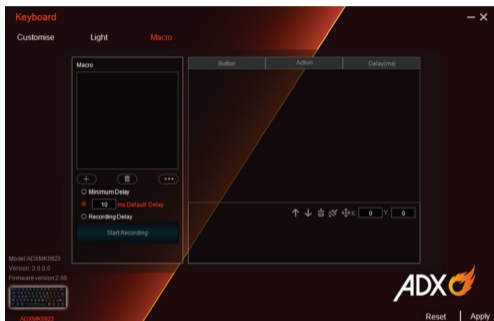 Keyboard
Customise Light Macro
Macro
Button Action Delay(ms)
Minimum Delay
10 ms Default Delay
Recording Delay
Start Recording
X: 0 Y: 0
Model:ADXMK0823
Version: 2.0.0.0
Firmware version:2.00
ADXMK0823
ADX
Reset Apply